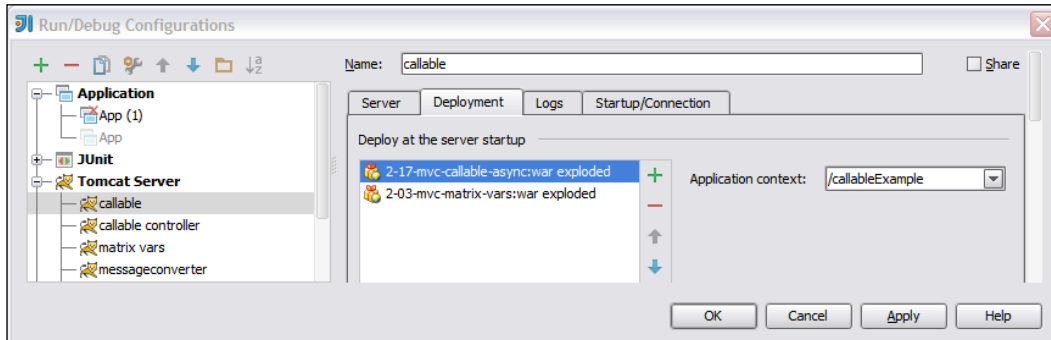 Run/Debug Configurations
Name: callable
Share
Application
App (1)
App
JUnit
Tomcat Server
callable
callable controller
matrix vars
messageconverter
Server Deployment Logs Startup/Connection
Deploy at the server startup
2-17-mvc-callable-async:war exploded
2-03-mvc-matrix-vars:war exploded
Application context: /callableExample
OK Cancel Apply Help